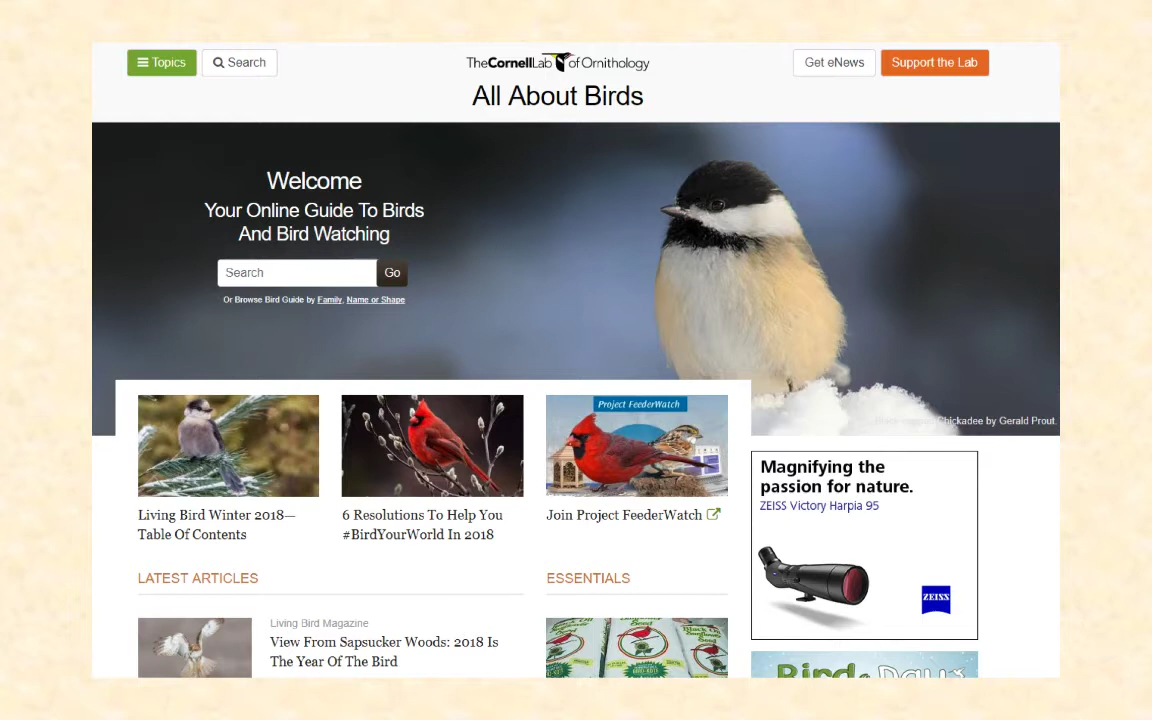 Topics
Search
TheCornellLab of Ornithology
Get eNews
Support the Lab
All About Birds
Welcome
Your Online Guide To Birds
And Bird Watching
Search
Go
Or Browse Bird Guide by Family, Name or Shape
Chickadee by Gerald Prout.
Project FeederWatch
Living Bird Winter 2018—
Table Of Contents
6 Resolutions To Help You
#BirdYourWorld In 2018
Join Project FeederWatch
Magnifying the
passion for nature.
ZEISS Victory Harpia 95
ZEISS
LATEST ARTICLES
ESSENTIALS
Living Bird Magazine
View From Sapsucker Woods: 2018 Is
The Year Of The Bird